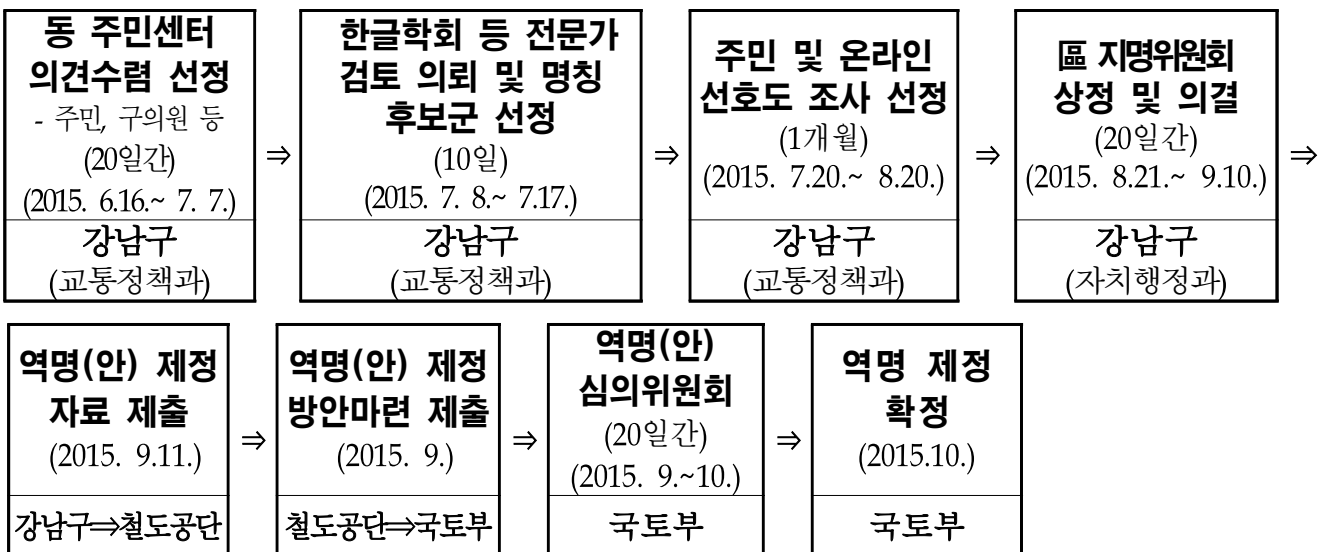 동 주민센터
의견수렴 선정
- 주민, 구의원 등
(20일간)
(2015. 6.16.~ 7. 7.)
강남구
(교통정책과)
⇒
한글학회 등 전문가
검토 의뢰 및 명칭
후보군 선정
(10일)
(2015. 7. 8.~ 7.17.)
강남구
(교통정책과)
⇒
주민 및 온라인
선호도 조사 선정
(1개월)
(2015. 7.20.~ 8.20.)
강남구
(교통정책과)
⇒
區 지명위원회
상정 및 의결
(20일간)
(2015. 8.21.~ 9.10.)
강남구
(자치행정과)
⇒
역명(안) 제정
자료 제출
(2015. 9.11.)
강남구⇒철도공단
⇒
역명(안) 제정
방안마련 제출
(2015. 9.)
철도공단⇒국토부
⇒
역명(안)
심의위원회
(20일간)
(2015. 9.~10.)
국토부
⇒
역명 제정
확정
(2015.10.)
국토부